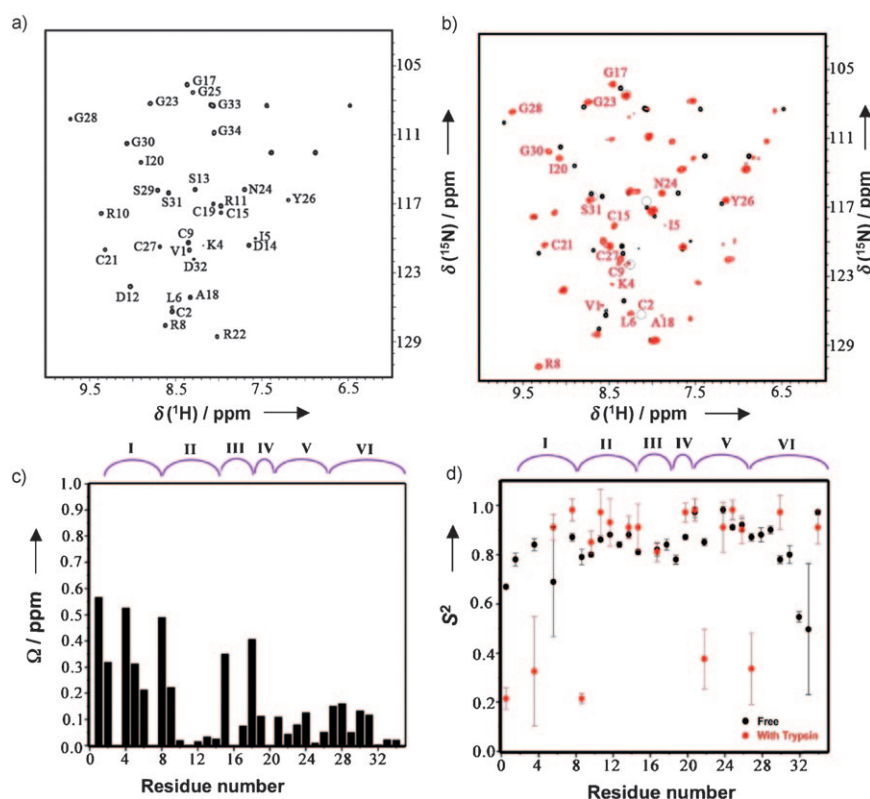 a)
G17
G25
G23
G33
G28
G34
G30
I20
S13
S29
N24
S31
R11
C19
C15
R10
C9
I5
C27
V1
K4
D14
C21
D32
D12
L6
A18
C2
R8
R22
105
111
117
123
129
δ(¹⁵N) / ppm
9.5
8.5
7.5
6.5
δ(¹H) / ppm
b)
G17
G28
G23
G30
I20
N24
S31
Y26
C15
I5
C21
C27
C9
K4
V1
C2
L6
A18
R8
105
111
117
123
129
δ(¹⁵N) / ppm
9.5
8.5
7.5
6.5
δ(¹H) / ppm
Y26
c)
I II III IV V VI
1.0
0.9
0.8
0.7
0.6
0.5
0.4
0.3
0.2
0.1
0.0
Ω / ppm
0 4 8 12 16 20 24 28 32
Residue number
d)
I II III IV V VI
1.0
0.8
0.6
0.4
0.2
0.0
S²
Free
With Trypsin
0 4 8 12 16 20 24 28 32
Residue number